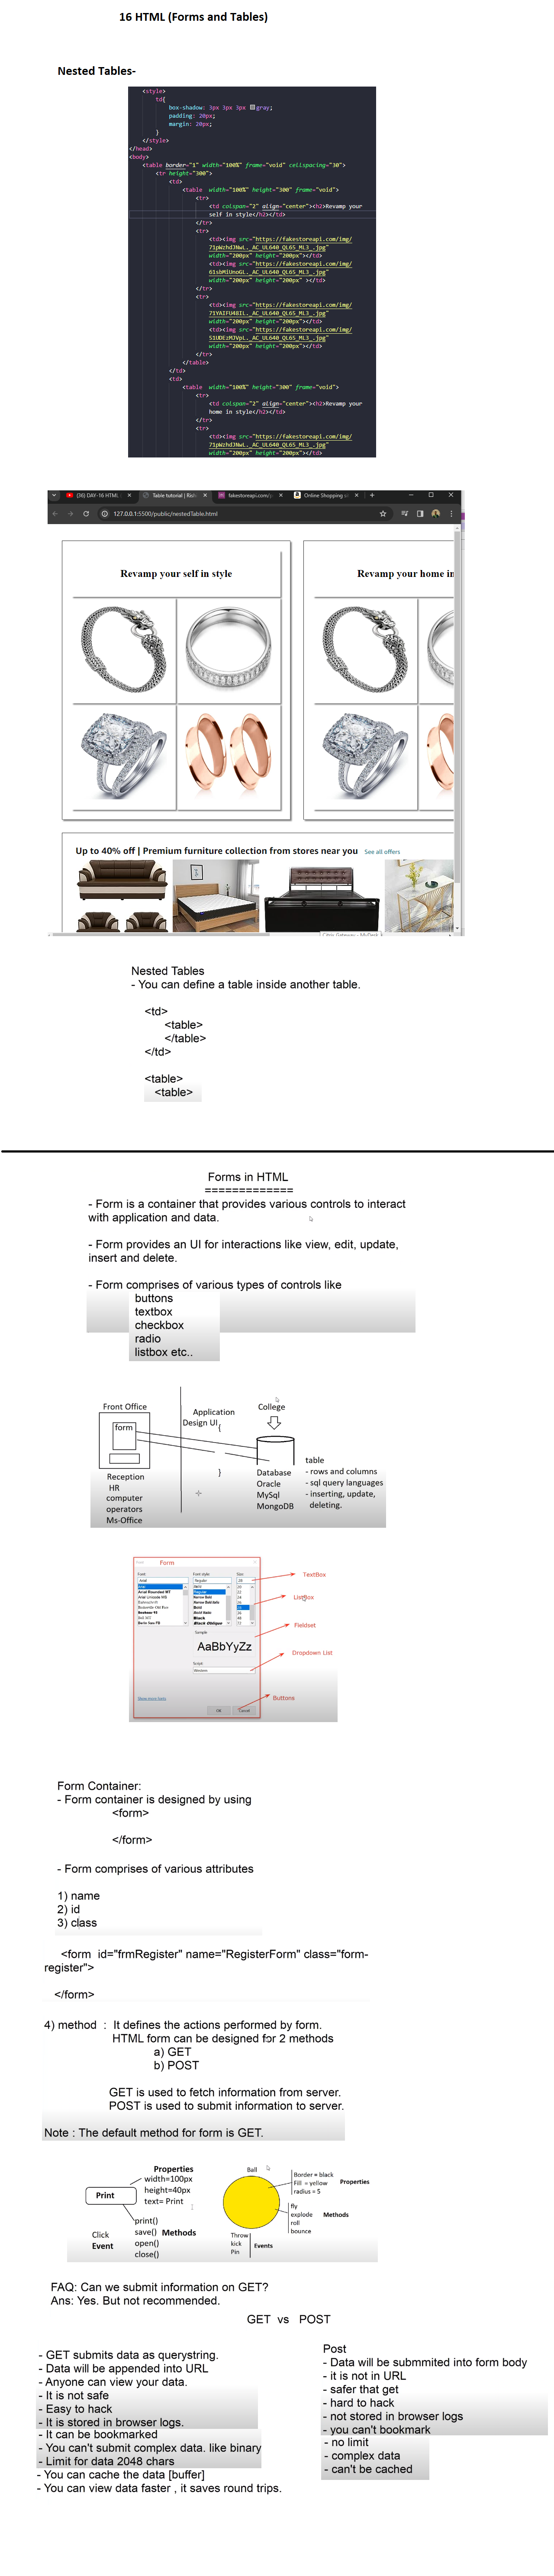 16 HTML (Forms and Tables)
Nested Tables-
<style>
td{
box-shadow: 3px 3px 3px gray;
padding: 20px;
margin: 20px;
}
</style>
</head>
<body>
<table border="1" width="100%" frame="void" cellspacing="30">
<tr height="300">
<td>
<table width="100%" height="300" frame="void">
<tr>
<td colspan="2" align="center"><h2>Revamp your
self in style</h2></td>
</tr>
<tr>
<td><img src="https://fakestoreapi.com/img/
71pWzhdJNwL._AC_UL640_QL65_ML3_.jpg"
width="200px" height="200px"></td>
<td><img src="https://fakestoreapi.com/img/
61sbMiUnoGL._AC_UL640_QL65_ML3_.jpg"
width="200px" height="200px" ></td>
</tr>
<tr>
<td><img src="https://fakestoreapi.com/img/
71YAIFU48IL._AC_UL640_QL65_ML3_.jpg"
width="200px" height="200px"></td>
<td><img src="https://fakestoreapi.com/img/
51UDEzMJVpL._AC_UL640_QL65_ML3_.jpg"
width="200px" height="200px"></td>
</tr>
</table>
</td>
<td>
<table width="100%" height="300" frame="void">
<tr>
<td colspan="2" align="center"><h2>Revamp your
home in style</h2></td>
</tr>
<tr>
<td><img src="https://fakestoreapi.com/img/
71pWzhdJNwL._AC_UL640_QL65_ML3_.jpg"
width="200px" height="200px"></td>
(36) DAY-16 HTML Table tutorial | Rish fakestoreapi.com/p Online Shopping si
127.0.0.1:5500/public/nestedTable.html
Revamp your self in style Revamp your home in
Up to 40% off | Premium furniture collection from stores near you See all offers
Nested Tables
- You can define a table inside another table.
<td>
<table>
</table>
</td>
<table>
<table>
Forms in HTML
=============
- Form is a container that provides various controls to interact
with application and data.
- Form provides an UI for interactions like view, edit, update,
insert and delete.
- Form comprises of various types of controls like
buttons
textbox
checkbox
radio
listbox etc..
Front Office Application College
form Design UI {
}
Reception
HR
computer
operators
Ms-Office
Database
Oracle
MySql
MongoDB
table
- rows and columns
- sql query languages
- inserting, update,
deleting.
Form
Font Font style: Size:
Arial Regular
Sample
AaBbYyZz
Script:
Western
Show more fonts
OK Cancel
TextBox
ListBox
Fieldset
Dropdown List
Buttons
Form Container:
- Form container is designed by using
<form>
</form>
- Form comprises of various attributes
1) name
2) id
3) class
<form id="frmRegister" name="RegisterForm" class="form-
register">
</form>
4) method : It defines the actions performed by form.
HTML form can be designed for 2 methods
a) GET
b) POST
GET is used to fetch information from server.
POST is used to submit information to server.
Note : The default method for form is GET.
Properties
width=100px
height=40px
text= Print
Print
print()
save() Methods
open()
close()
Click
Event
Ball
Border = black
Fill = yellow Properties
radius = 5
fly
explode Methods
roll
bounce
Throw
kick Events
Pin
FAQ: Can we submit information on GET?
Ans: Yes. But not recommended.
GET vs POST
- GET submits data as querystring.
- Data will be appended into URL
- Anyone can view your data.
- It is not safe
- Easy to hack
- It is stored in browser logs.
- It can be bookmarked
- You can't submit complex data. like binary
- Limit for data 2048 chars
- You can cache the data [buffer]
- You can view data faster , it saves round trips.
Post
- Data will be submmited into form body
- it is not in URL
- safer that get
- hard to hack
- not stored in browser logs
- you can't bookmark
- no limit
- complex data
- can't be cached